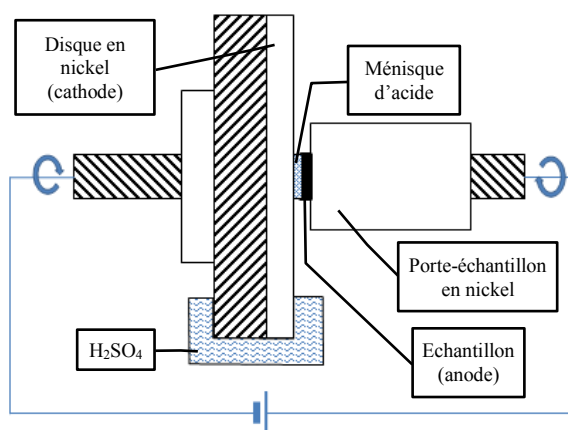 Disque en
nickel
(cathode)
Ménisque
d’acide
Porte-échantillon
en nickel
H₂SO₄
Echantillon
(anode)